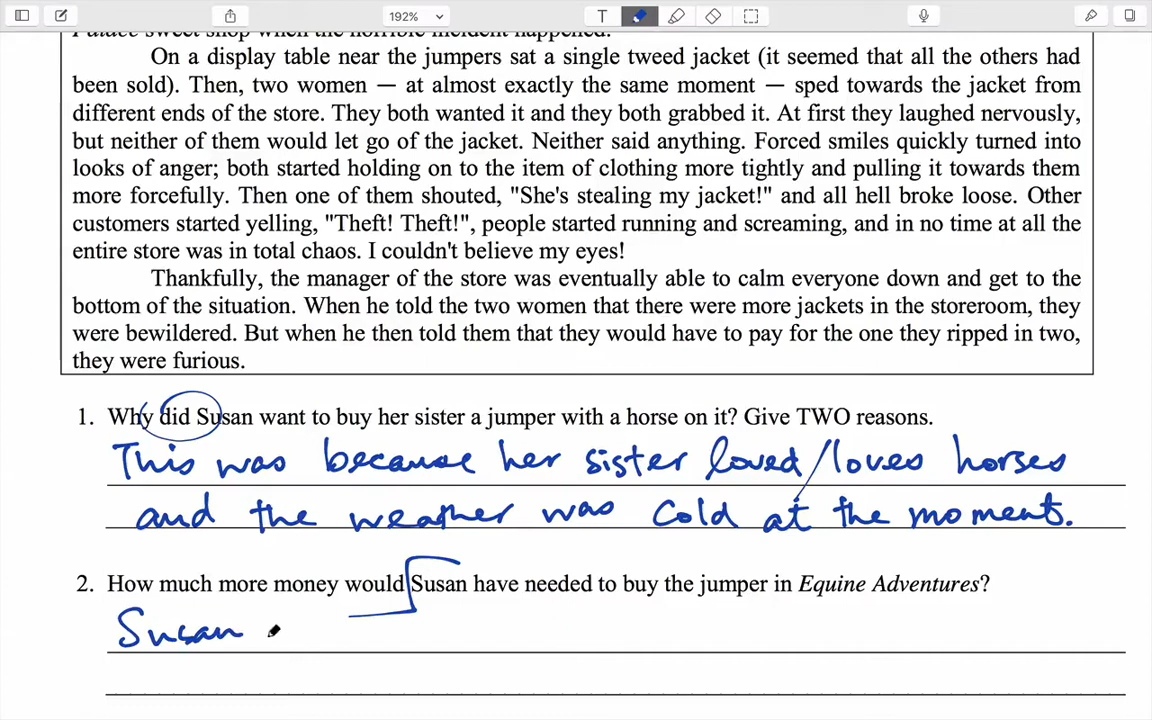 192%
T
Palace sweet shop when the horrible incident happened.
On a display table near the jumpers sat a single tweed jacket (it seemed that all the others had
been sold). Then, two women — at almost exactly the same moment — sped towards the jacket from
different ends of the store. They both wanted it and they both grabbed it. At first they laughed nervously,
but neither of them would let go of the jacket. Neither said anything. Forced smiles quickly turned into
looks of anger; both started holding on to the item of clothing more tightly and pulling it towards them
more forcefully. Then one of them shouted, "She's stealing my jacket!" and all hell broke loose. Other
customers started yelling, "Theft! Theft!", people started running and screaming, and in no time at all the
entire store was in total chaos. I couldn't believe my eyes!
Thankfully, the manager of the store was eventually able to calm everyone down and get to the
bottom of the situation. When he told the two women that there were more jackets in the storeroom, they
were bewildered. But when he then told them that they would have to pay for the one they ripped in two,
they were furious.
1. Why did Susan want to buy her sister a jumper with a horse on it? Give TWO reasons.
This was because her sister loved/loves horses
and the weather was cold at the moment.
2. How much more money would Susan have needed to buy the jumper in Equine Adventures?
Susan